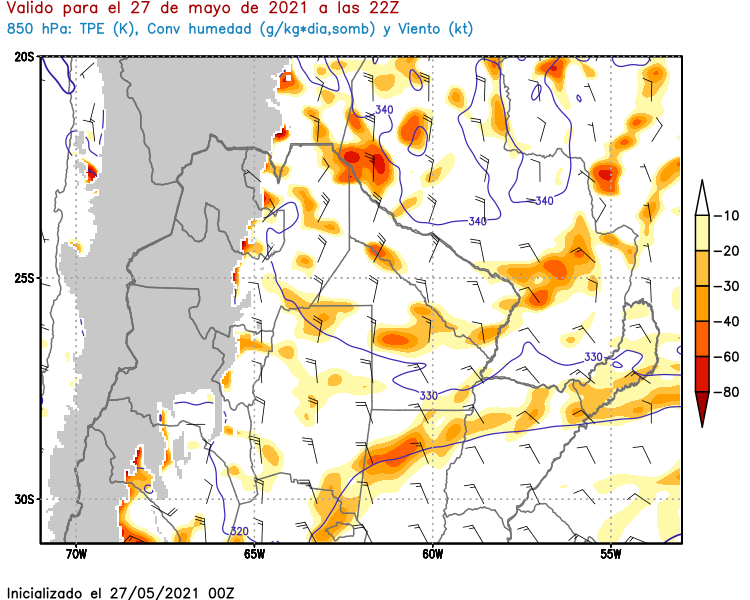 Valido para el 27 de mayo de 2021 a las 22Z
850 hPa: TPE (K), Conv humedad (g/kg*dia,somb) y Viento (kt)
20S
340
340
340
25S
330
330
30S
320
70W 65W 60W 55W
-10
-20
-30
-40
-60
-80
Inicializado el 27/05/2021 00Z